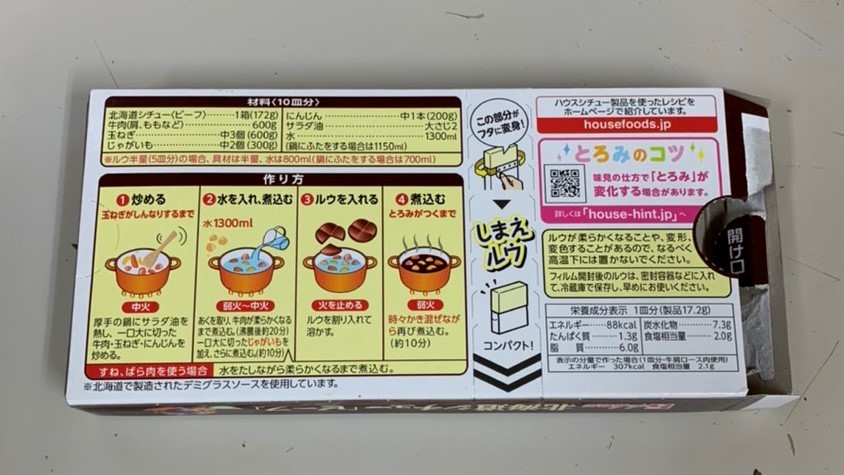 材料〈10皿分〉
北海道シチュー〈ビーフ〉 1箱(172g)
牛肉(肩、ももなど) 600g
玉ねぎ 中3個(600g)
じゃがいも 中2個(300g)
にんじん 中1本(200g)
サラダ油 大さじ2
水 1300ml
(鍋にふたをする場合は1150ml)
※ルウ半量(5皿分)の場合、具材は半量、水は800ml(鍋にふたをする場合は700ml)
作り方
1 炒める
玉ねぎがしんなりするまで
中火
厚手の鍋にサラダ油を
熱し、一口大に切った
牛肉・玉ねぎ・にんじんを
炒める。
2 水を入れ、煮込む
水1300ml
弱火〜中火
あくを取り、牛肉が柔らかくなる
まで煮込む。(沸騰後約20分)
一口大に切ったじゃがいもを
加え、さらに煮込む。(約10分)
3 ルウを入れる
火を止める
ルウを割り入れて
溶かす。
4 煮込む
とろみがつくまで
弱火
時々かき混ぜなが
ら再び煮込む。
(約10分)
すね、ばら肉を使う場合 水をたしながら柔らかくなるまで煮込む。
※北海道で製造されたデミグラスソースを使用しています。
この部分が
フタに変身!
しまえ
ルウ
コンパクト!
ハウスシチュー製品を使ったレシピを
ホームページで紹介しています。
housefoods.jp
とろみのコツ
味見の仕方で「とろみ」が
変化する場合があります。
詳しくは「house-hint.jp」へ
ルウが柔らかくなることや、変形、
変色することがあるので、なるべく
高温下には置かないでください。
フィルム開封後のルウは、密封容器などに入れ
て、冷蔵庫で保存し、早めにお使いください。
栄養成分表示 1皿分(製品17.2g)
エネルギー 88kcal
たんぱく質 1.3g
脂質 6.0g
炭水化物 7.3g
食塩相当量 2.0g
表示の分量で作った場合(1皿分・牛肩ロース肉使用)
エネルギー 307kcal 食塩相当量 2.1g
開け口